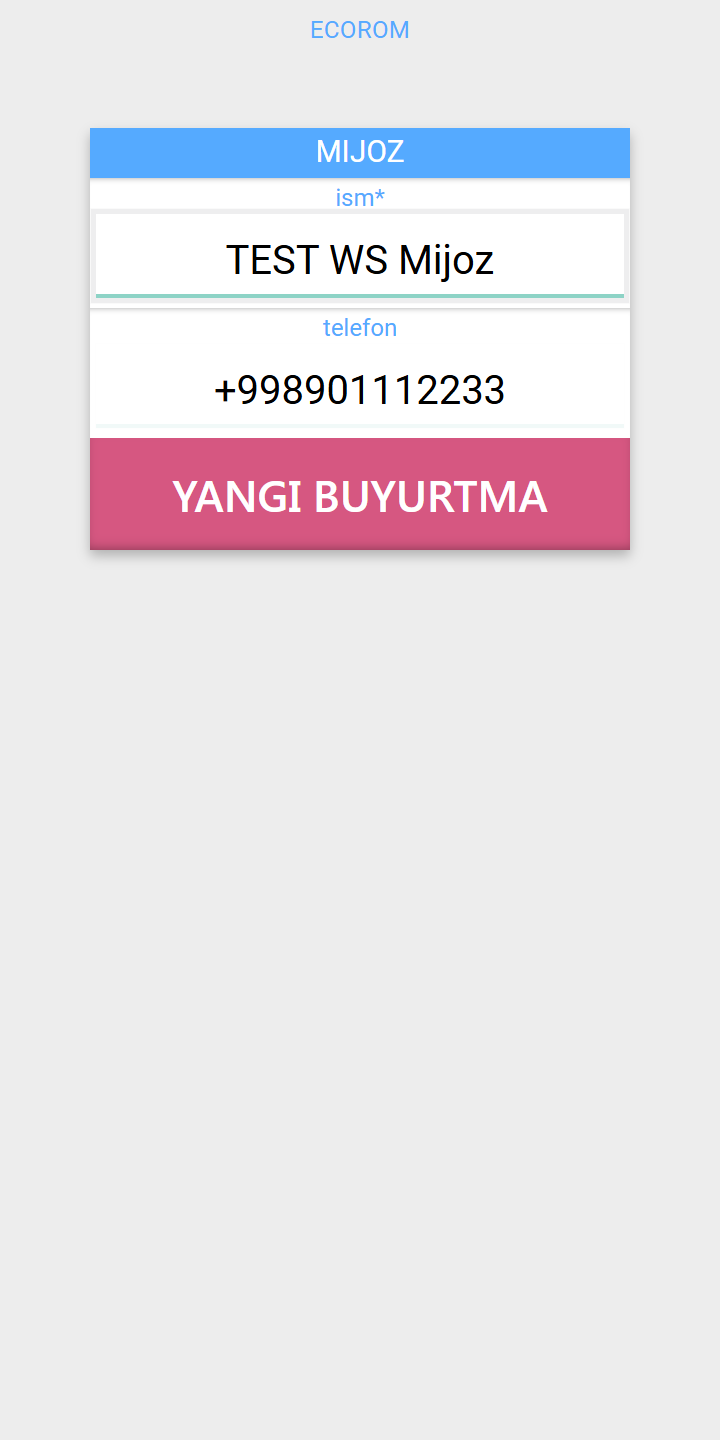 ECOROM
MIJOZ
ism*
TEST WS Mijoz
telefon
+998901112233
YANGI BUYURTMA